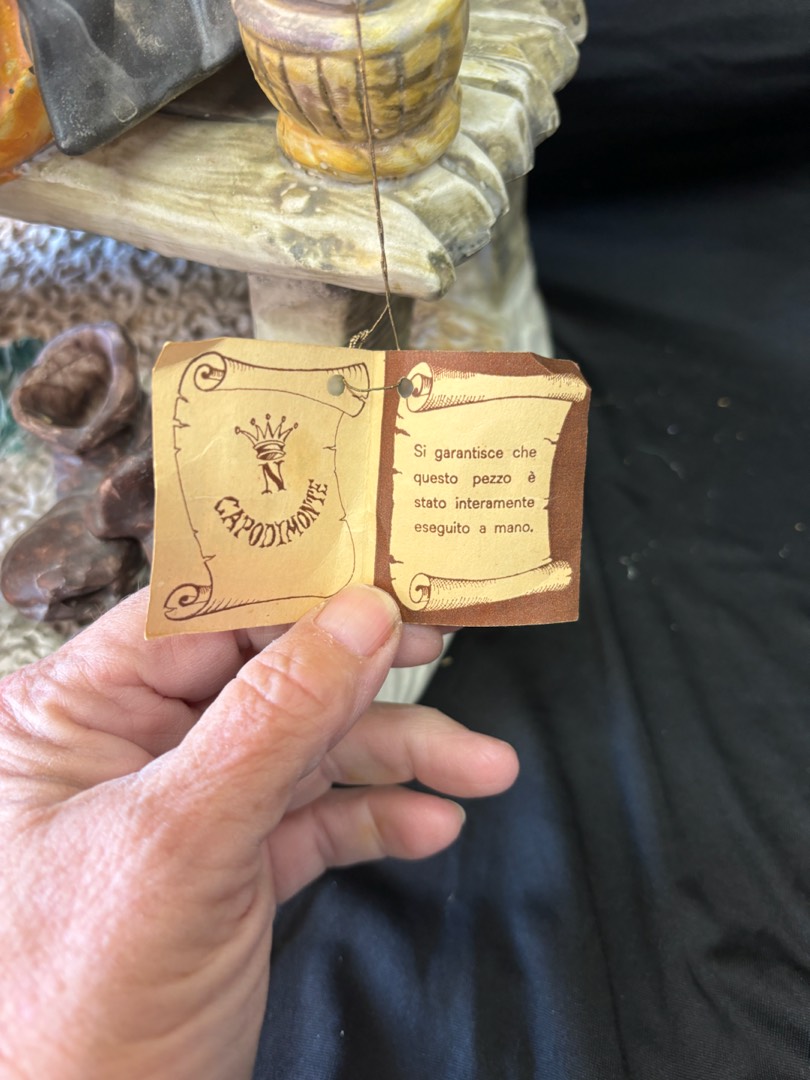 N
CAPODIMONTE
Si garantisce che
questo pezzo è
stato interamente
eseguito a mano.